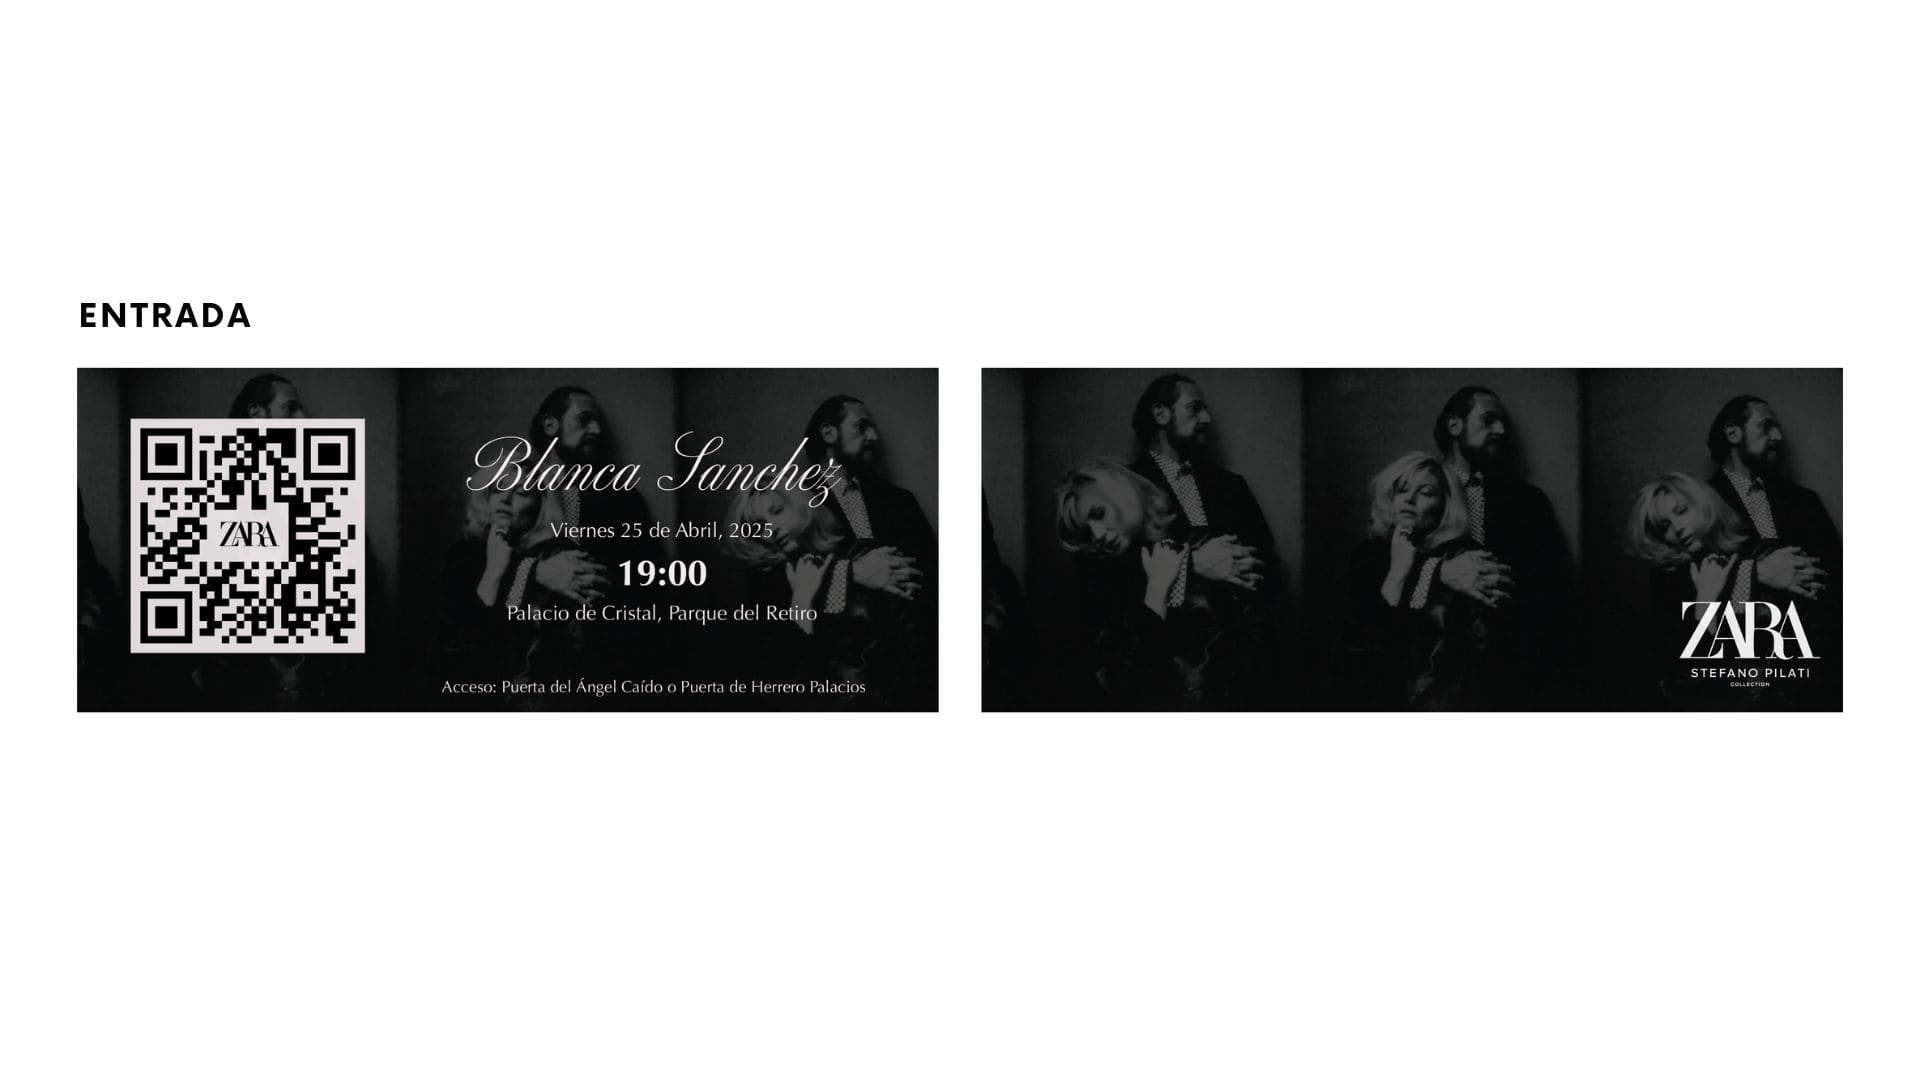 ENTRADA
ZARA
Blanca Sanchez
Viernes 25 de Abril, 2025
19:00
Palacio de Cristal, Parque del Retiro
Acceso: Puerta del Ángel Caído o Puerta de Herrero Palacios
ZARA
STEFANO PILATI
COLLECTION